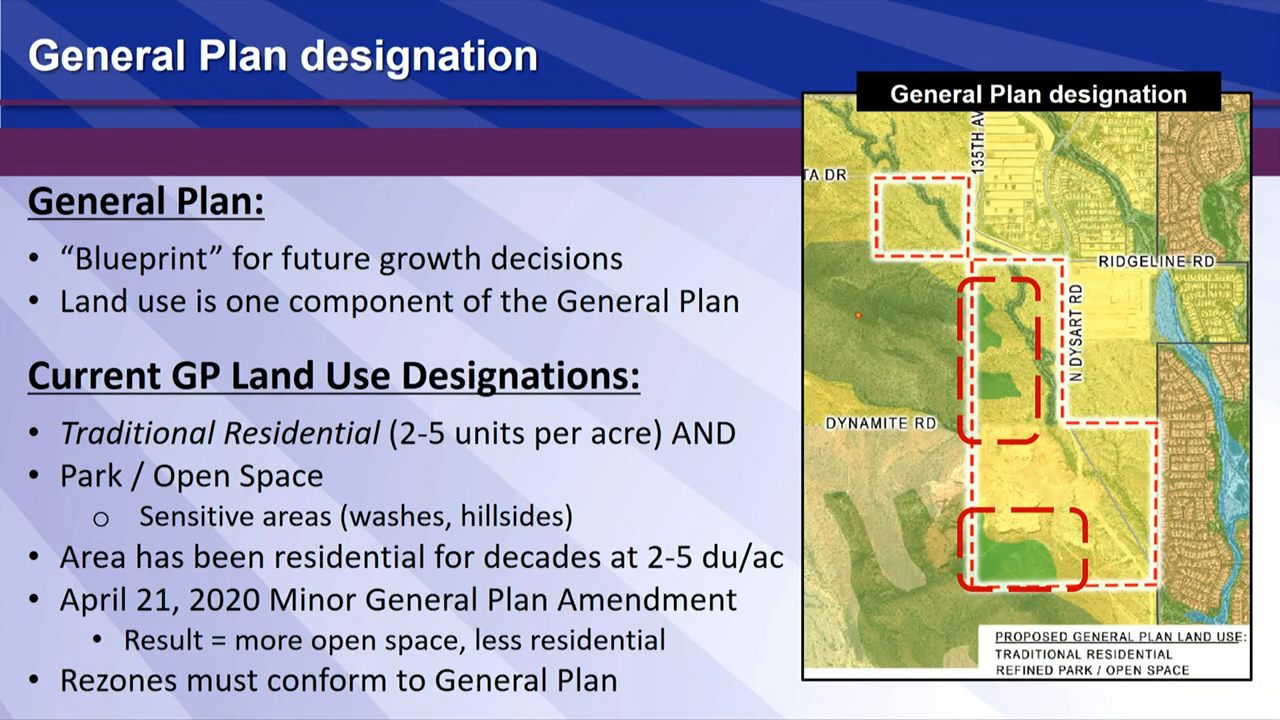 General Plan designation
General Plan designation
General Plan:
• “Blueprint” for future growth decisions
• Land use is one component of the General Plan
Current GP Land Use Designations:
• Traditional Residential (2-5 units per acre) AND
• Park / Open Space
o Sensitive areas (washes, hillsides)
• Area has been residential for decades at 2-5 du/ac
• April 21, 2020 Minor General Plan Amendment
• Result = more open space, less residential
• Rezones must conform to General Plan
135TH AV
TA DR
RIDGELINE RD
N DYSART RD
DYNAMITE RD
PROPOSED GENERAL PLAN LAND USE:
TRADITIONAL RESIDENTIAL
REFINED PARK / OPEN SPACE